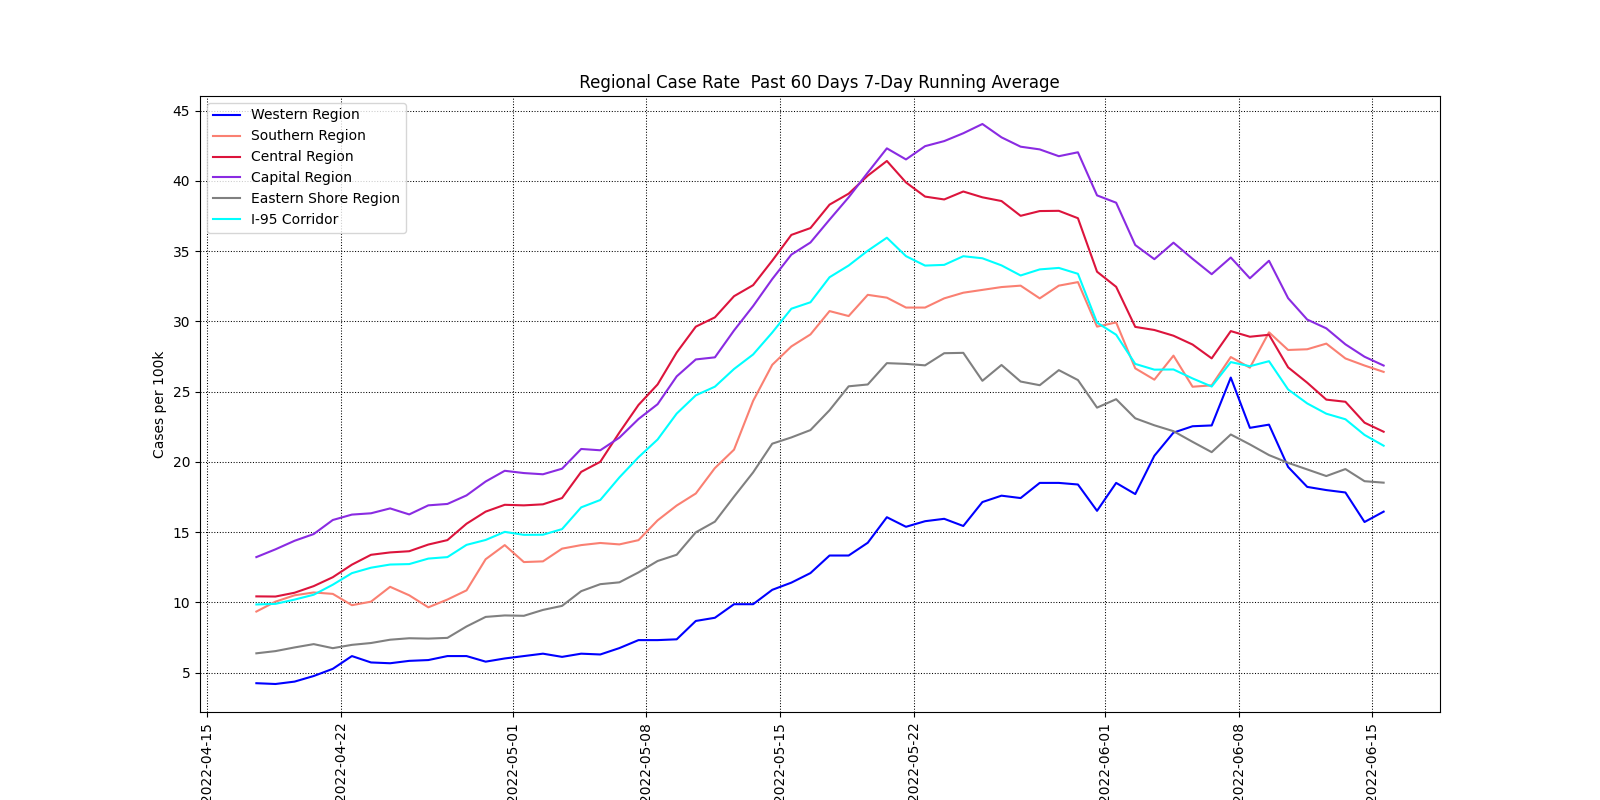 Regional Case Rate  Past 60 Days 7-Day Running Average
Western Region
Southern Region
Central Region
Capital Region
Eastern Shore Region
I-95 Corridor
Cases per 100k
45
40
35
30
25
20
15
10
5
2022-04-15
2022-04-22
2022-05-01
2022-05-08
2022-05-15
2022-05-22
2022-06-01
2022-06-08
2022-06-15